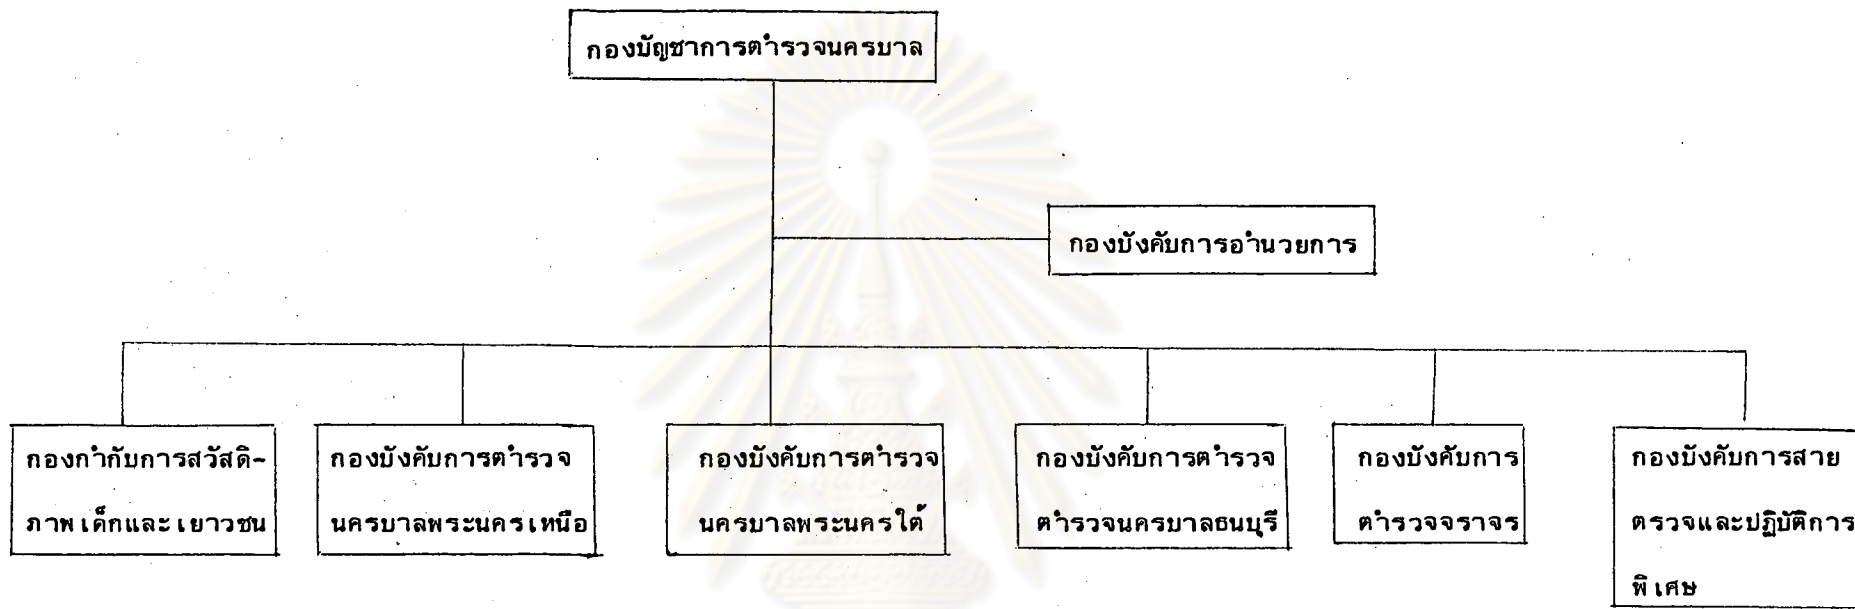 กองบัญชาการตำรวจนครบาล
กองบังคับการอำนวยการ
กองกำกับการสวัสดิ-
ภาพเด็กและเยาวชน
กองบังคับการตำรวจ
นครบาลพระนครเหนือ
กองบังคับการตำรวจ
นครบาลพระนครใต้
กองบังคับการตำรวจ
ตำรวจนครบาลธนบุรี
กองบังคับการ
ตำรวจจราจร
กองบังคับการสาย
ตรวจและปฏิบัติการ
พิเศษ